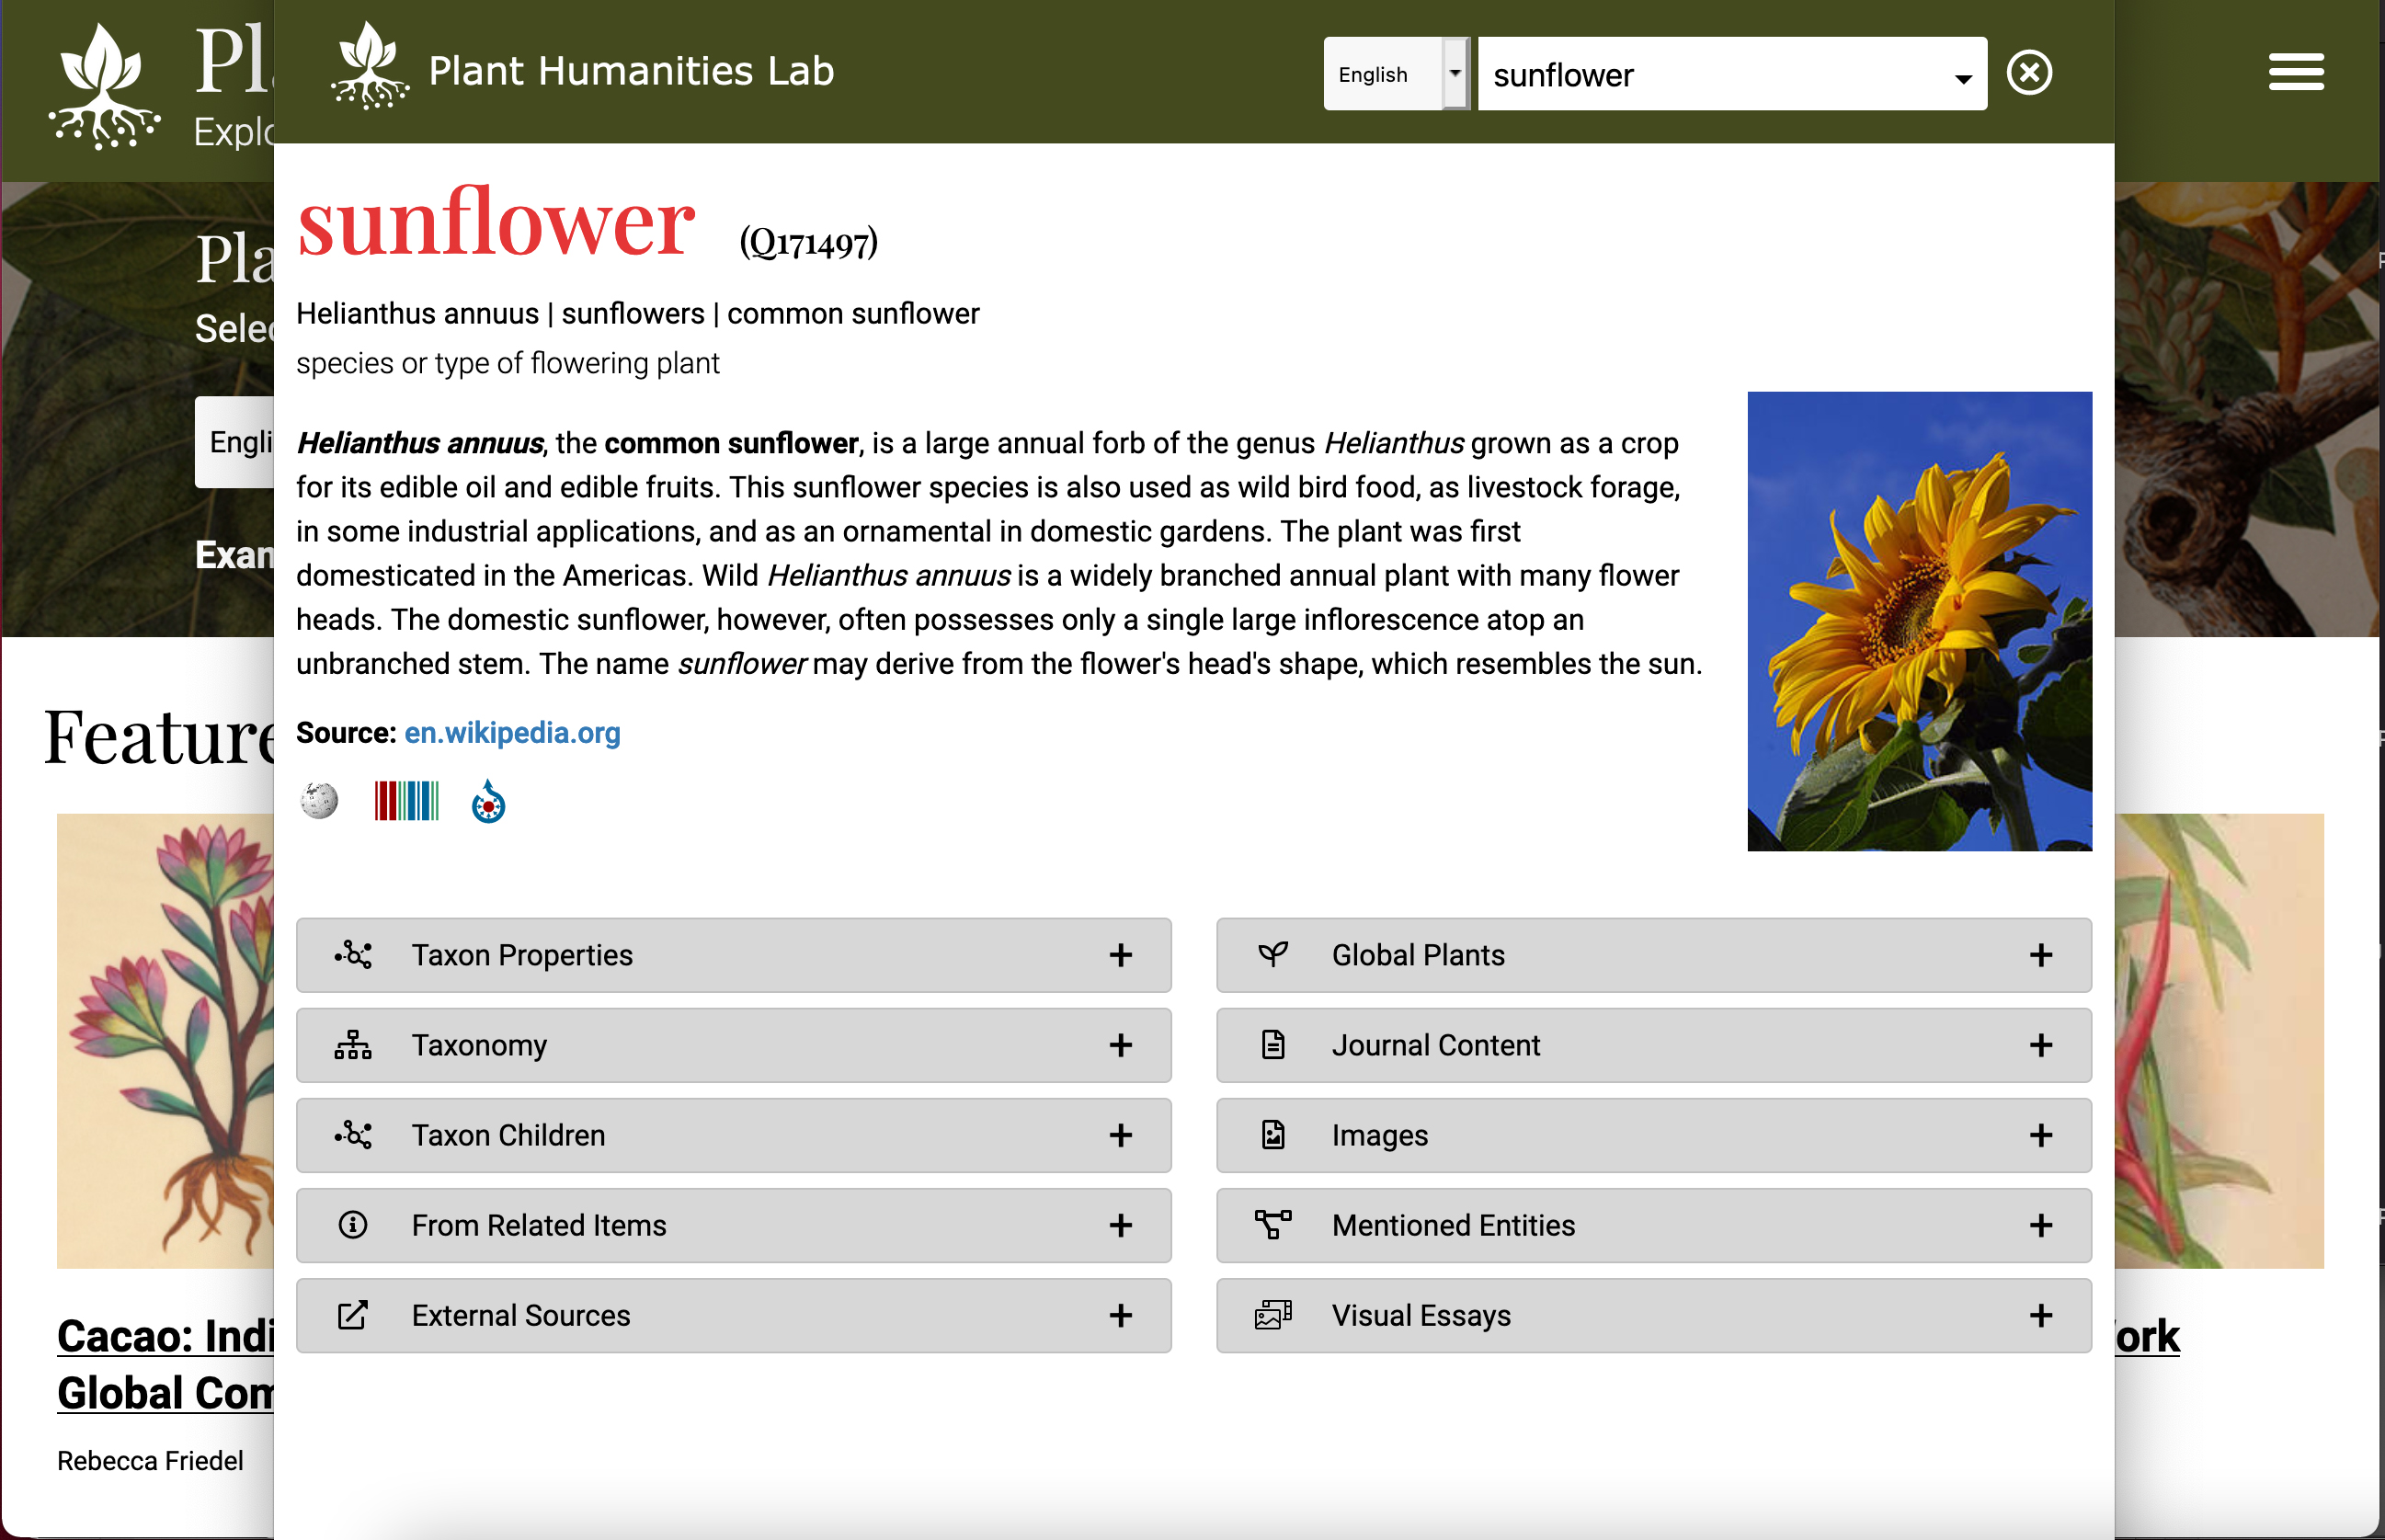 Plant Humanities Lab
English
sunflower
sunflower (Q171497)
Helianthus annuus | sunflowers | common sunflower
species or type of flowering plant
Helianthus annuus, the common sunflower, is a large annual forb of the genus Helianthus grown as a crop
for its edible oil and edible fruits. This sunflower species is also used as wild bird food, as livestock forage,
in some industrial applications, and as an ornamental in domestic gardens. The plant was first
domesticated in the Americas. Wild Helianthus annuus is a widely branched annual plant with many flower
heads. The domestic sunflower, however, often possesses only a single large inflorescence atop an
unbranched stem. The name sunflower may derive from the flower's head's shape, which resembles the sun.
Source: en.wikipedia.org
Taxon Properties
Taxonomy
Taxon Children
From Related Items
External Sources
Global Plants
Journal Content
Images
Mentioned Entities
Visual Essays
Pl
Explo
Pla
Selec
Engli
Exam
Feature
Cacao: Indi
Global Com
Rebecca Friedel
ork